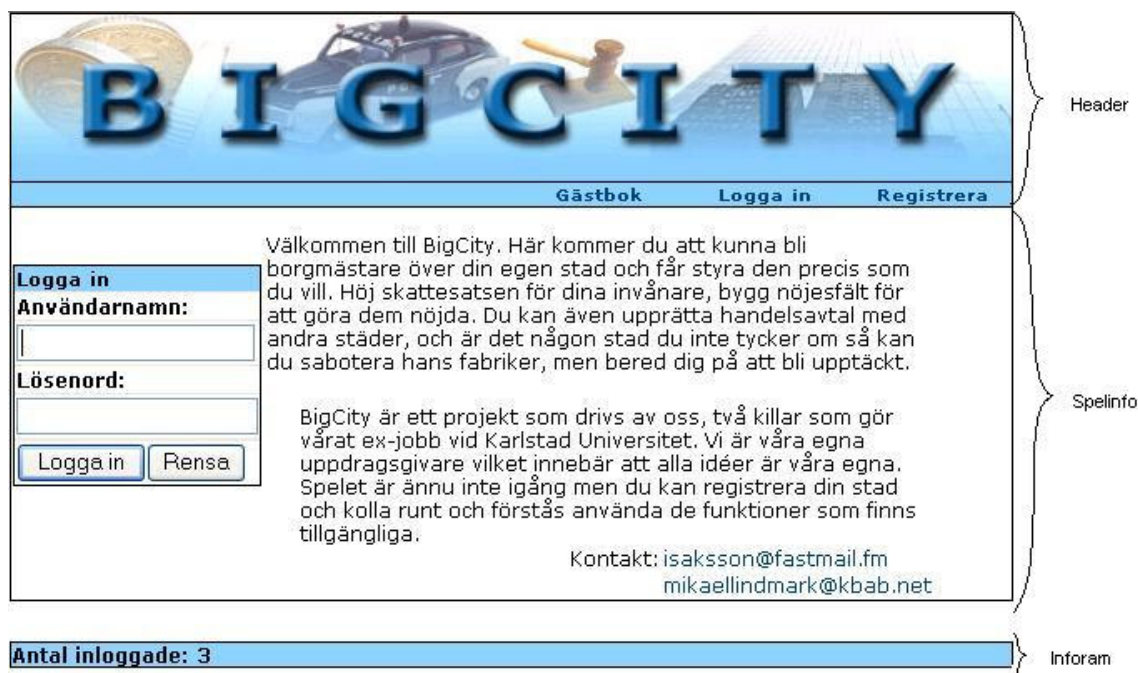 BIGCITY
Header
Gästbok Logga in Registrera
Välkommen till BigCity. Här kommer du att kunna bli
borgmästare över din egen stad och får styra den precis som
du vill. Höj skattesatsen för dina invånare, bygg nöjesfält för
att göra dem nöjda. Du kan även upprätta handelsavtal med
andra städer, och är det någon stad du inte tycker om så kan
du sabotera hans fabriker, men bered dig på att bli upptäckt.
Logga in
Användarnamn:
Lösenord:
Logga in Rensa
BigCity är ett projekt som drivs av oss, två killar som gör
vårat ex-jobb vid Karlstad Universitet. Vi är våra egna
uppdragsgivare vilket innebär att alla idéer är våra egna.
Spelet är ännu inte igång men du kan registrera din stad
och kolla runt och förstås använda de funktioner som finns
tillgängliga.
Kontakt: isaksson@fastmail.fm
mikaellindmark@kbab.net
Spelinfo
Antal inloggade: 3
Inforam